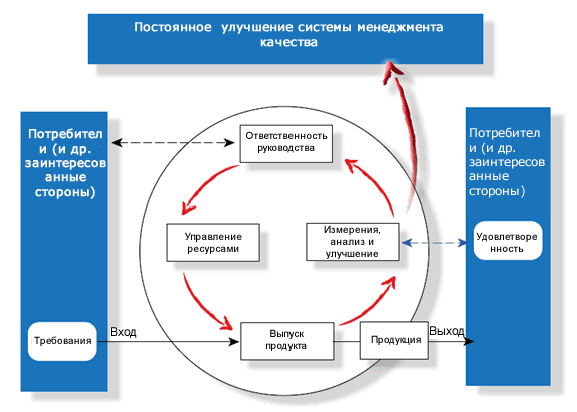 Постоянное улучшение системы менеджмента
качества
Потребител
и (и др.
заинтересов
анные
стороны)
Ответственность
руководства
Потребител
и (и др.
заинтересов
анные
стороны)
Управление
ресурсами
Измерения,
анализ и
улучшение
Удовлетворе
нность
Требования
Вход
Выпуск
продукта
Продукция
Выход